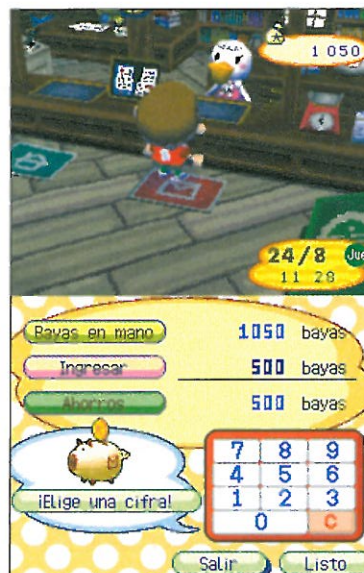 1 050
24/8 Jue
11 28
Bayas en mano 1050 bayas
Ingresar 500 bayas
Ahorros 500 bayas
¡Elige una cifra!
7 8 9
4 5 6
1 2 3
0 C
Salir Listo